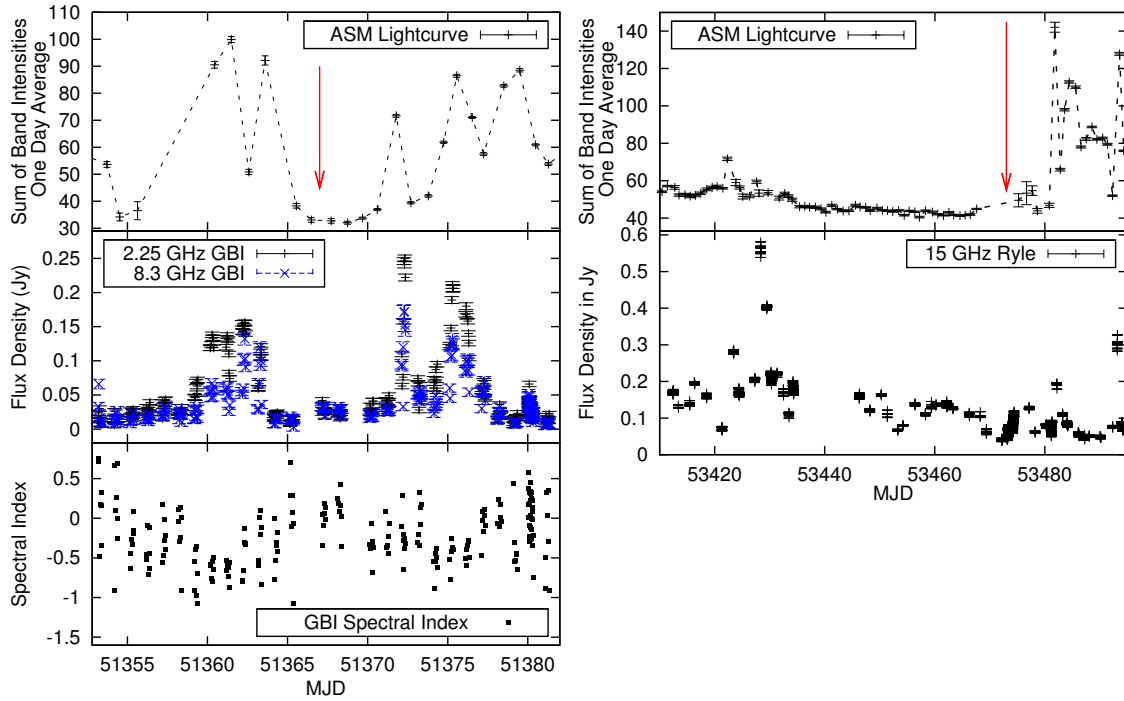 110
100
90
80
70
60
50
40
30
Sum of Band Intensities
One Day Average
ASM Lightcurve
0.25
0.2
0.15
0.1
0.05
0
Flux Density (Jy)
2.25 GHz GBI
8.3 GHz GBI
0.5
0
-0.5
-1
-1.5
Spectral Index
GBI Spectral Index
51355
51360
51365
51370
51375
51380
MJD
140
120
100
80
60
40
Sum of Band Intensities
One Day Average
ASM Lightcurve
0.6
0.5
0.4
0.3
0.2
0.1
0
Flux Density in Jy
15 GHz Ryle
53420
53440
53460
53480
MJD